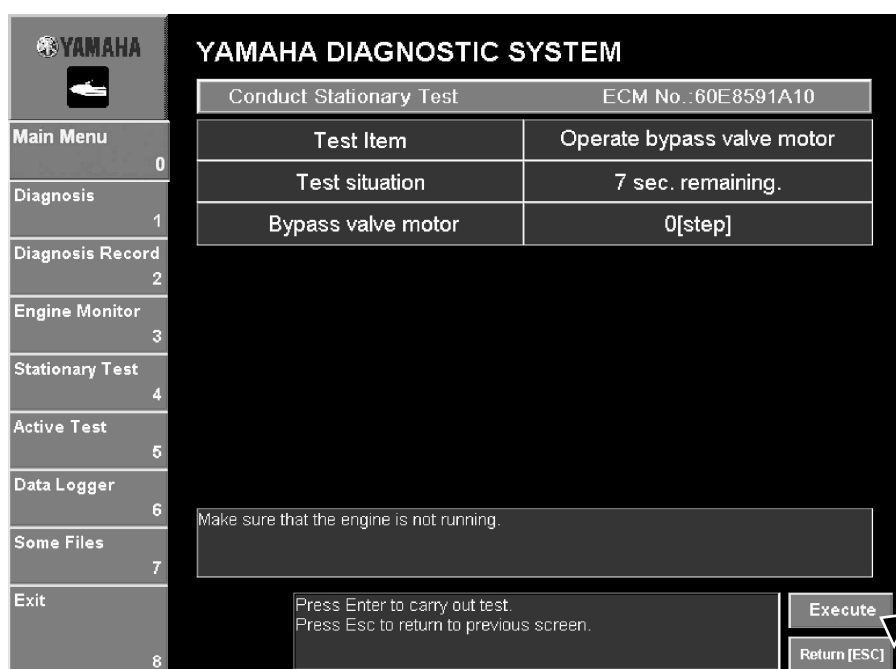 YAMAHA
YAMAHA DIAGNOSTIC SYSTEM
Conduct Stationary Test ECM No.:60E8591A10
Test Item Operate bypass valve motor
Test situation 7 sec. remaining.
Bypass valve motor 0[step]
Main Menu
0
Diagnosis
1
Diagnosis Record
2
Engine Monitor
3
Stationary Test
4
Active Test
5
Data Logger
6
Some Files
7
Exit
8
Make sure that the engine is not running.
Press Enter to carry out test.
Press Esc to return to previous screen.
Execute
Return [ESC]